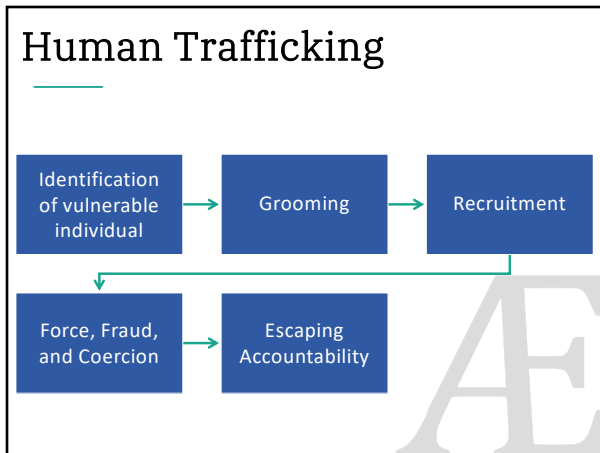 Human Trafficking
Identification
of vulnerable
individual
Grooming
Recruitment
Force, Fraud,
and Coercion
Escaping
Accountability
Æ